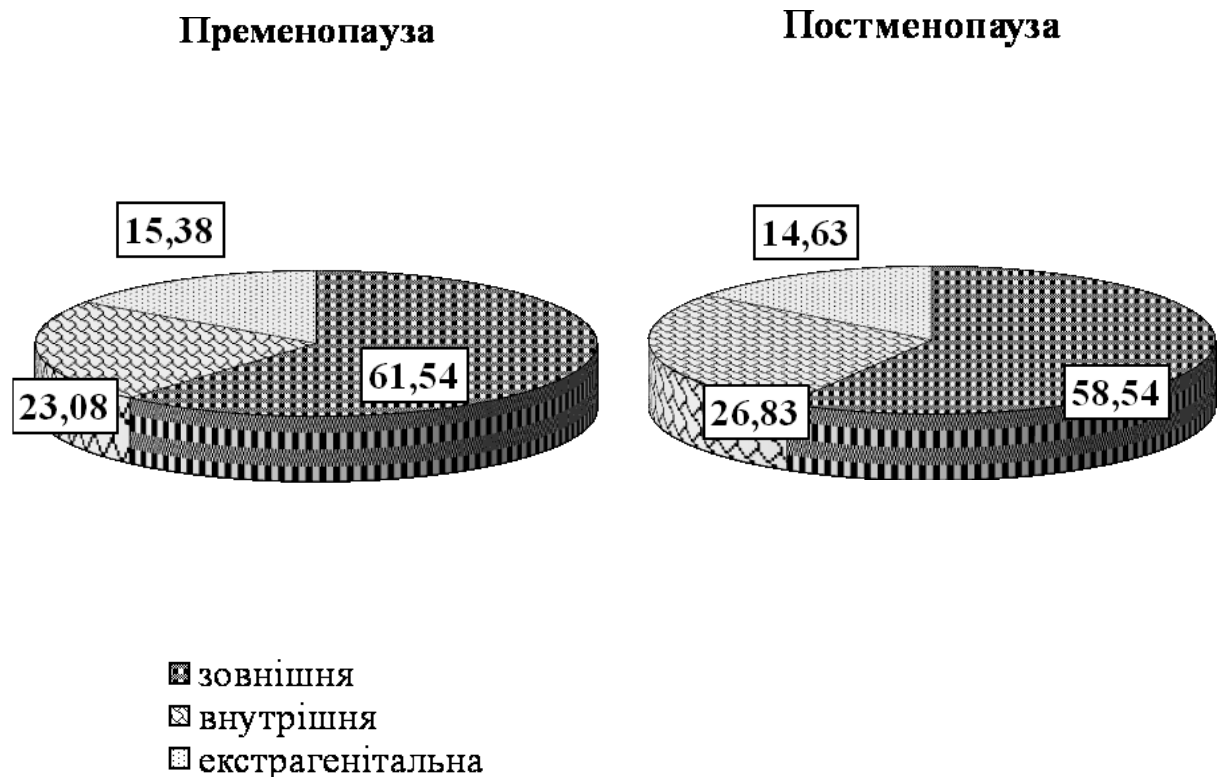 Пременопауза
Постменопауза
15,38
61,54
23,08
14,63
58,54
26,83
зовнішня
внутрішня
екстрагенітальна